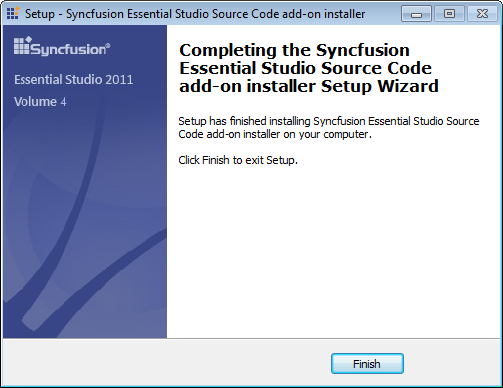 Setup - Syncfusion Essential Studio Source Code add-on installer
Syncfusion®
Essential Studio 2011
Volume 4
Completing the Syncfusion
Essential Studio Source Code
add-on installer Setup Wizard
Setup has finished installing Syncfusion Essential Studio Source
Code add-on installer on your computer.
Click Finish to exit Setup.
Finish